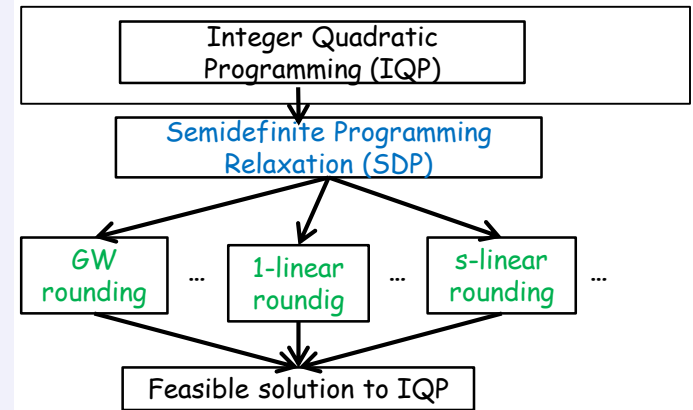 Integer Quadratic
Programming (IQP)
Semidefinite Programming
Relaxation (SDP)
GW
rounding
...
1-linear
roundig
...
s-linear
rounding
...
Feasible solution to IQP